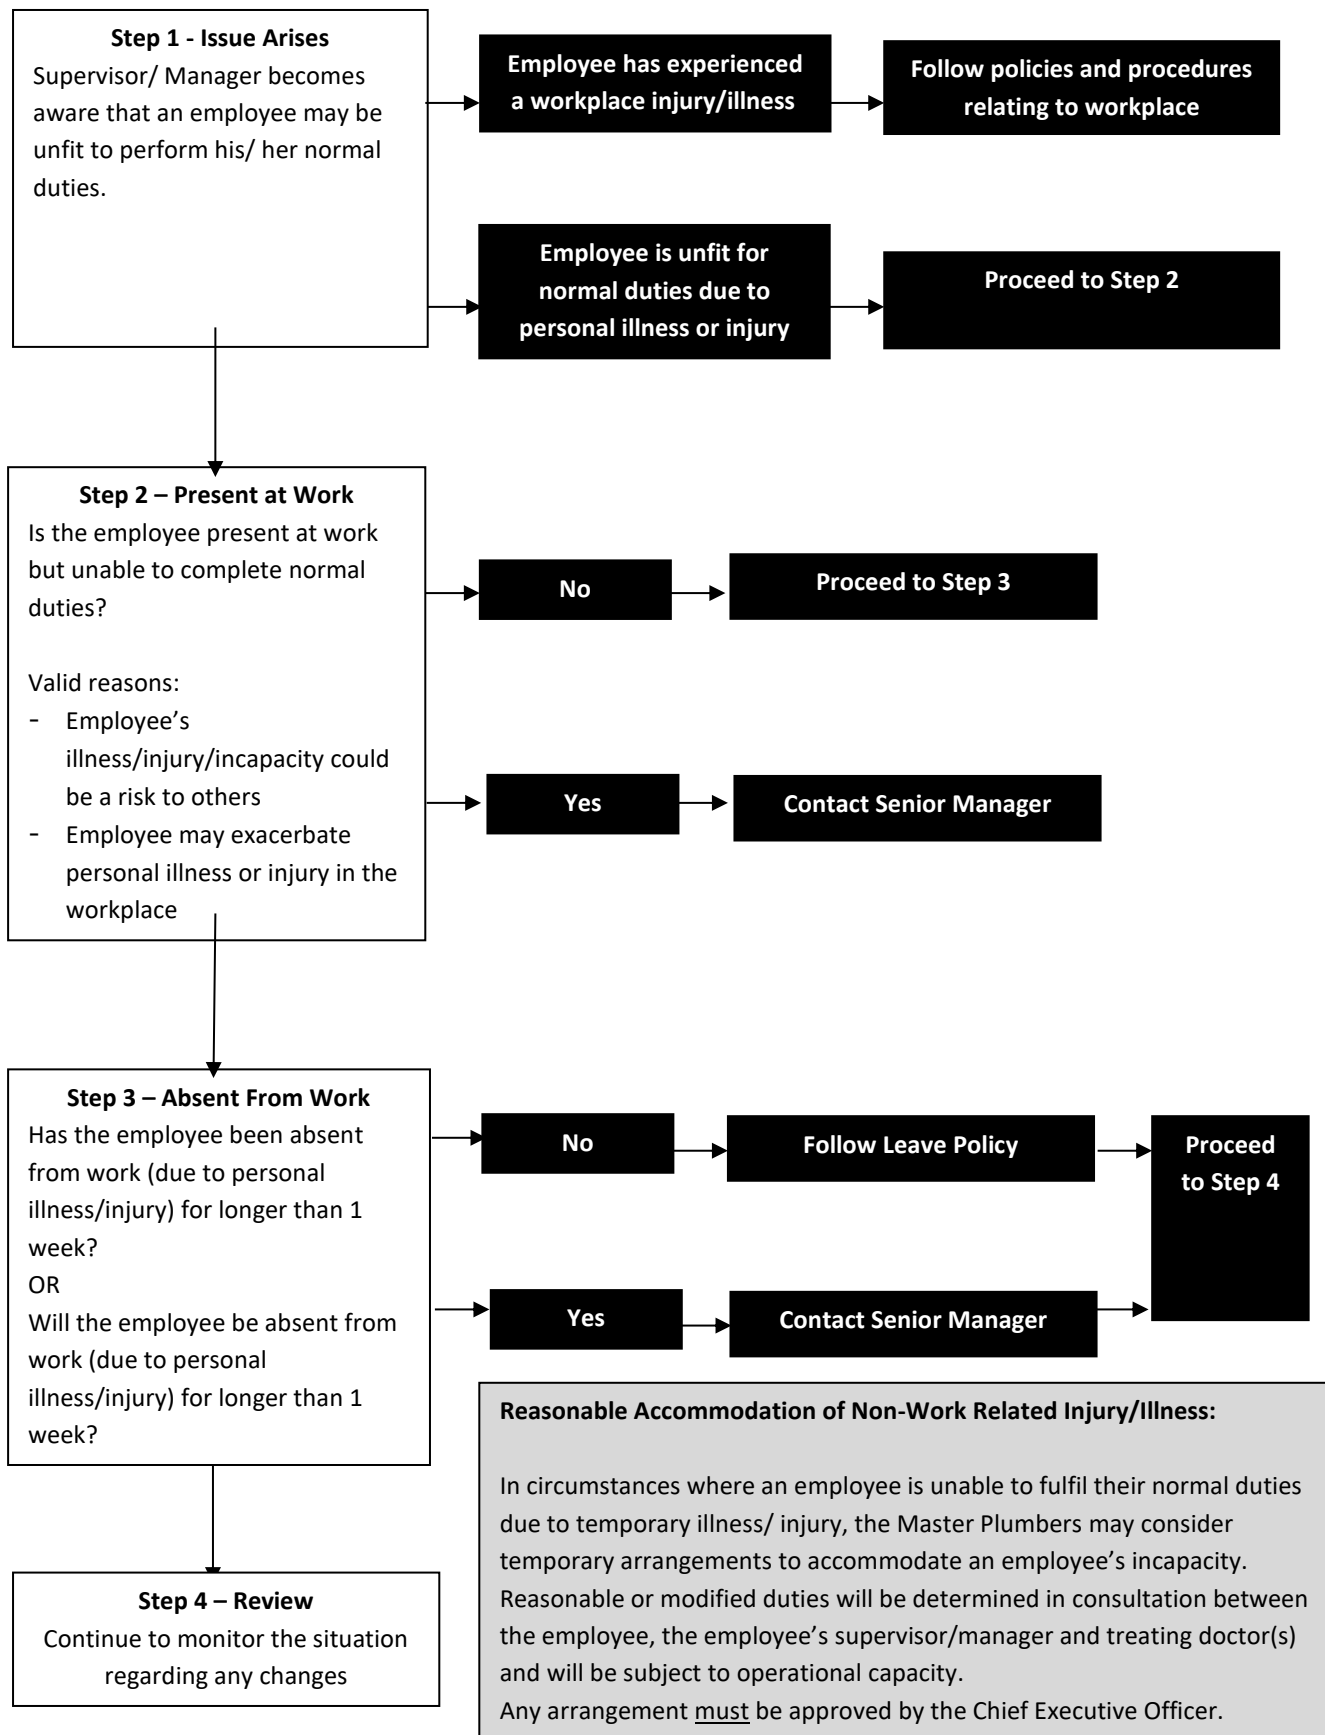 Step 1 - Issue Arises
Supervisor/ Manager becomes
aware that an employee may be
unfit to perform his/ her normal
duties.
Employee has experienced
a workplace injury/illness
Follow policies and procedures
relating to workplace
Employee is unfit for
normal duties due to
personal illness or injury
Proceed to Step 2
Step 2 – Present at Work
Is the employee present at work
but unable to complete normal
duties?
Valid reasons:
- Employee’s
illness/injury/incapacity could
be a risk to others
- Employee may exacerbate
personal illness or injury in the
workplace
No
Proceed to Step 3
Yes
Contact Senior Manager
Step 3 – Absent From Work
Has the employee been absent
from work (due to personal
illness/injury) for longer than 1
week?
OR
Will the employee be absent from
work (due to personal
illness/injury) for longer than 1
week?
No
Follow Leave Policy
Proceed
to Step 4
Yes
Contact Senior Manager
Step 4 – Review
Continue to monitor the situation
regarding any changes
Reasonable Accommodation of Non-Work Related Injury/Illness:
In circumstances where an employee is unable to fulfil their normal duties
due to temporary illness/ injury, the Master Plumbers may consider
temporary arrangements to accommodate an employee’s incapacity.
Reasonable or modified duties will be determined in consultation between
the employee, the employee’s supervisor/manager and treating doctor(s)
and will be subject to operational capacity.
Any arrangement must be approved by the Chief Executive Officer.